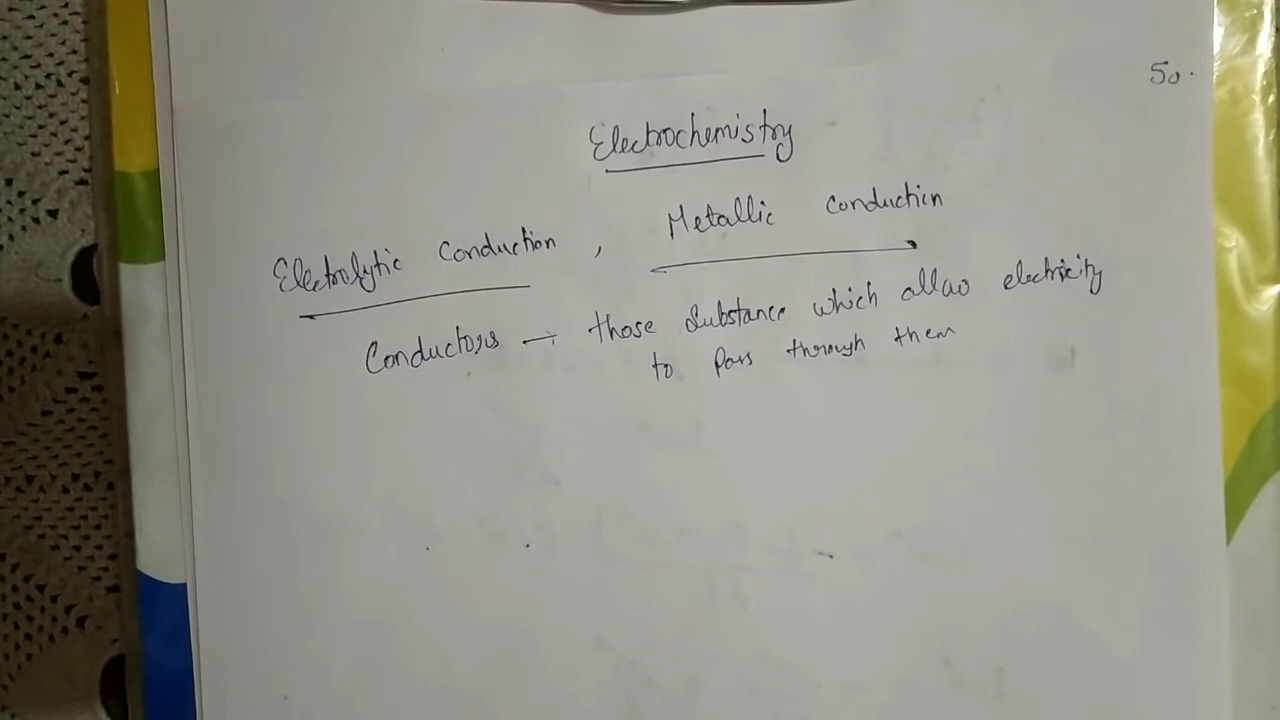 50.
Electrochemistry
Electrolytic Conduction , Metallic Conduction
Conductors → those substance which allow electricity
to pass through them